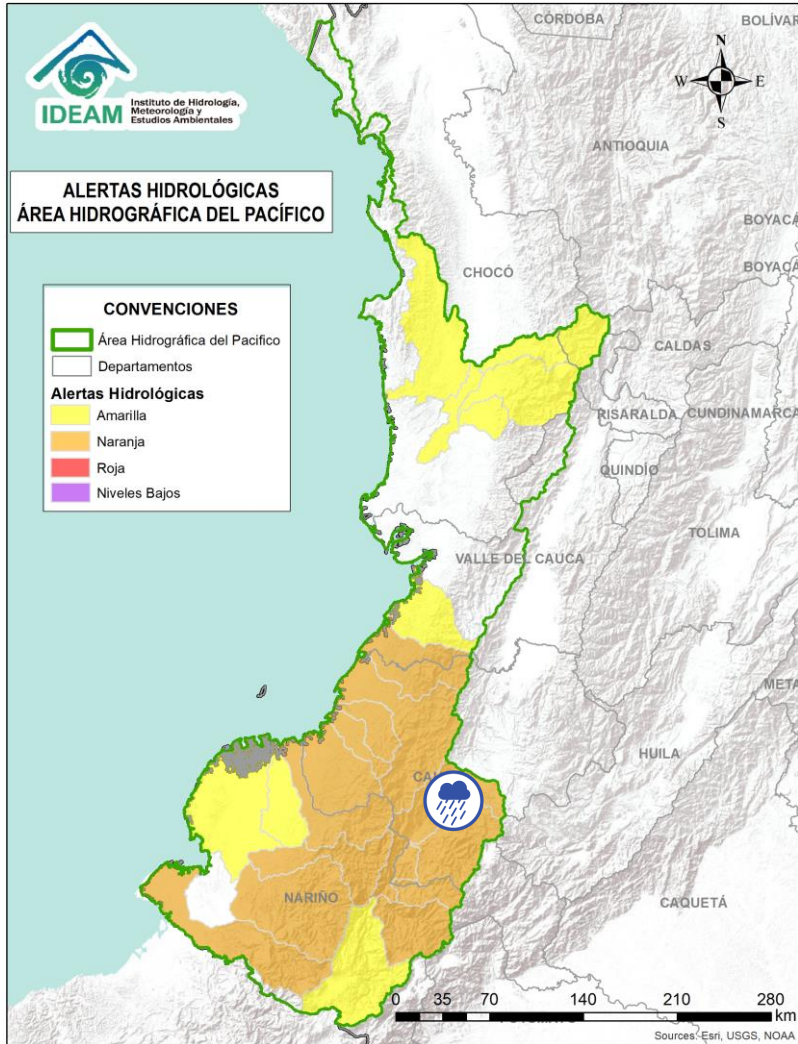 IDEAM
Instituto de Hidrología,
Meteorología y
Estudios Ambientales
ALERTAS HIDROLÓGICAS
ÁREA HIDROGRÁFICA DEL PACÍFICO
CONVENCIONES
Área Hidrográfica del Pacifico
Departamentos
Alertas Hidrológicas
Amarilla
Naranja
Roja
Niveles Bajos
N
W E
S
CÓRDOBA
BOLÍVAR
ANTIOQUIA
BOYACÁ
CHOCÓ
BOYACÁ
CALDAS
RISARALDA
CUNDINAMARCA
QUINDÍO
TOLIMA
VALLE DEL CAUCA
META
HUILA
NARIÑO
CAQUETÁ
0 35 70 140 210 280
km
Sources: Esri, USGS, NOAA